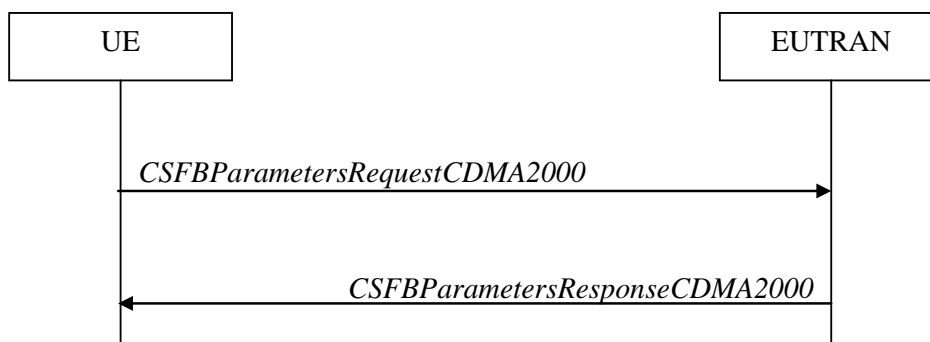 UE
EUTRAN
CSFBParametersRequestCDMA2000
CSFBParametersResponseCDMA2000